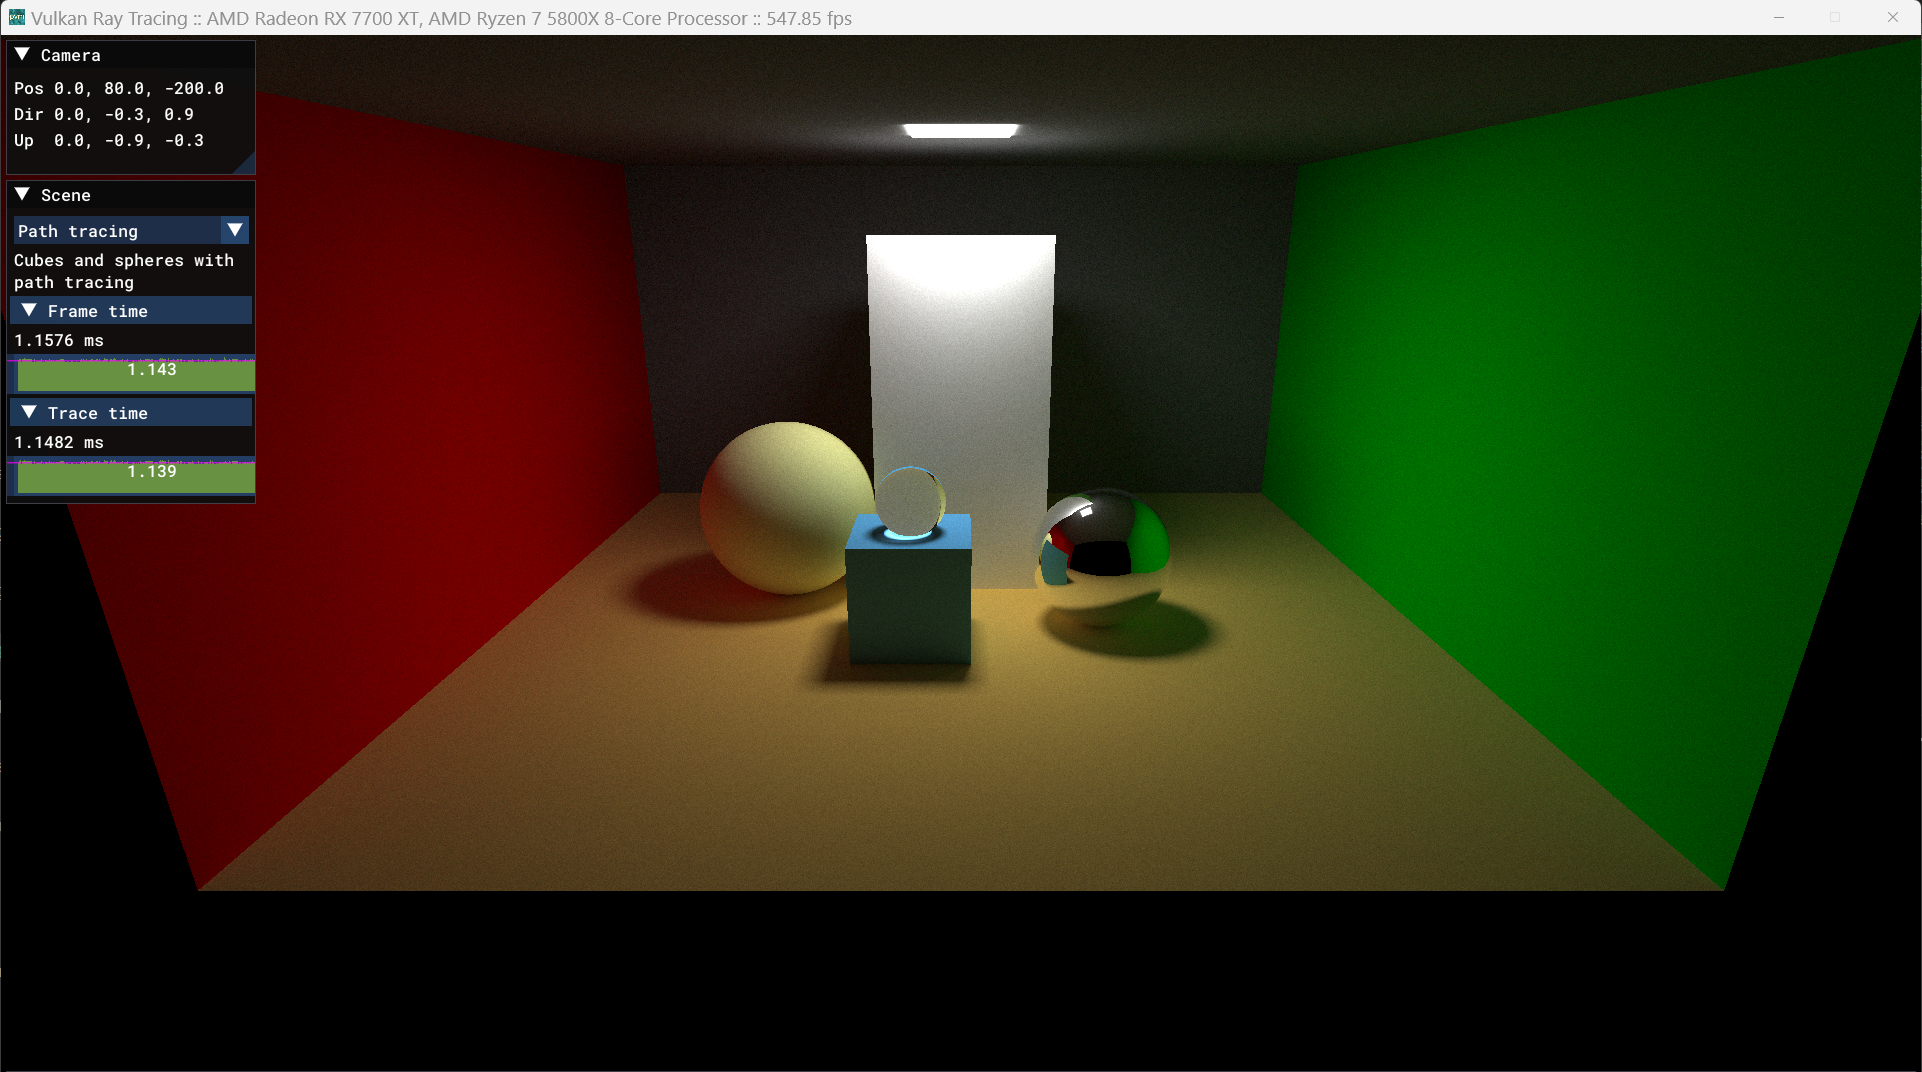 Vulkan Ray Tracing :: AMD Radeon RX 7700 XT, AMD Ryzen 7 5800X 8-Core Processor :: 547.85 fps
Camera
Pos 0.0, 80.0, -200.0
Dir 0.0, -0.3, 0.9
Up  0.0, -0.9, -0.3
Scene
Path tracing
Cubes and spheres with
path tracing
Frame time
1.1576 ms
1.143
Trace time
1.1482 ms
1.139